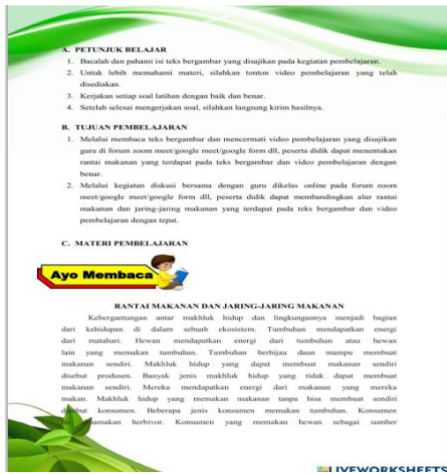 A. PETUNJUK BELAJAR
1. Bacalah dan pahami isi teks bergambar yang disajikan pada kegiatan pembelajaran.
2. Untuk lebih memahami materi, silahkan tonton video pembelajaran yang telah
disediakan.
3. Kerjakan setiap soal latihan dengan baik dan benar.
4. Setelah selesai mengerjakan soal, silahkan langsung kirim hasilnya.
B. TUJUAN PEMBELAJARAN
1. Melalui membaca teks bergambar dan mencermati video pembelajaran yang disajikan
guru di forum zoom meet/google meet/google form dll, peserta didik dapat menentukan
rantai makanan yang terdapat pada teks bergambar dan video pembelajaran dengan
benar.
2. Melalui kegiatan diskusi bersama dengan guru dikelas online pada forum zoom
meet/google meet/google form dll, peserta didik dapat membandingkan alur rantai
makanan dan jaring-jaring makanan yang terdapat pada teks bergambar dan video
pembelajaran dengan tepat.
C. MATERI PEMBELAJARAN
Ayo Membaca
RANTAI MAKANAN DAN JARING-JARING MAKANAN
Kebergantungan antar makhluk hidup dan lingkungannya menjadi bagian
dari kehidupan di dalam sebuah ekosistem. Tumbuhan mendapatkan energi
dari matahari. Hewan mendapatkan energi dari tumbuhan atau hewan
lain yang memakan tumbuhan. Tumbuhan berhijau daun mampu membuat
makanan sendiri. Makhluk hidup yang dapat membuat makanan sendiri
disebut produsen. Banyak jenis makhluk hidup yang tidak dapat membuat
makanan sendiri. Mereka mendapatkan energi dari makanan yang mereka
makan. Makhluk hidup yang memakan makanan tanpa bisa membuat sendiri
disebut konsumen. Beberapa jenis konsumen memakan tumbuhan. Konsumen
dinamakan herbivor. Konsumen yang memakan hewan sebagai sumber
LIVEWORKSHEETS